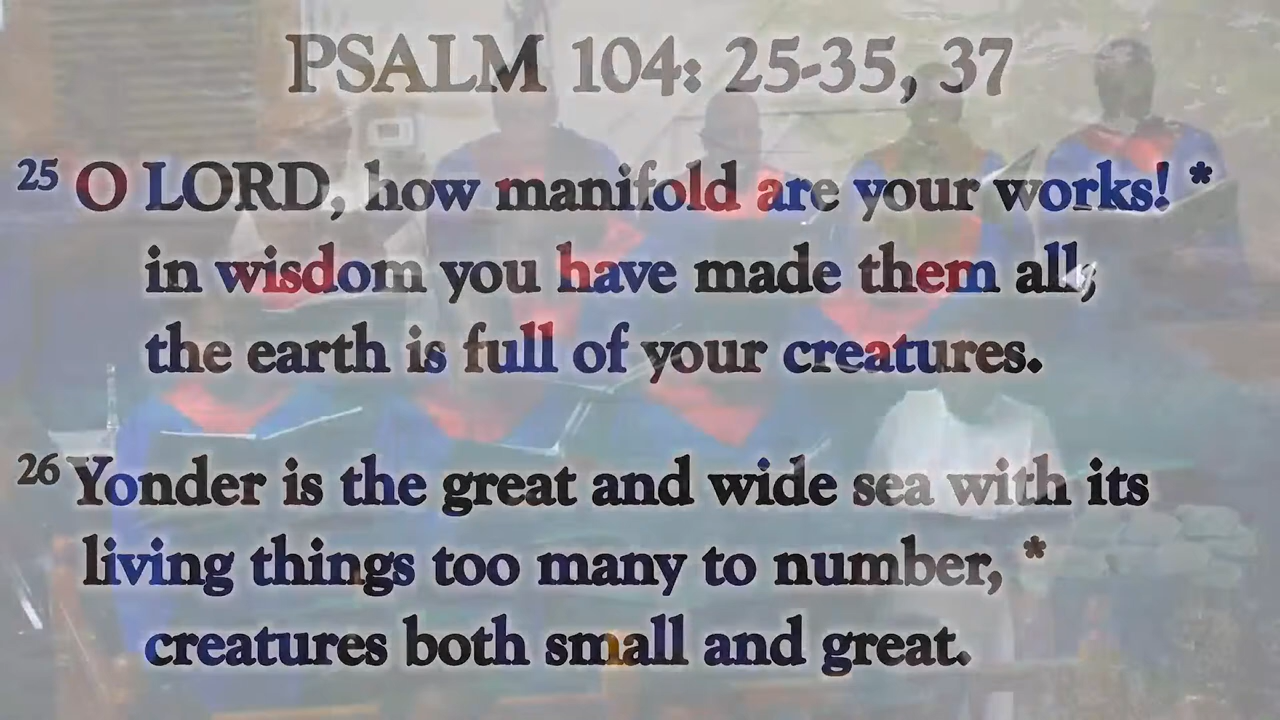 PSALM 104: 25-35, 37
25 O LORD, how manifold are your works! *
in wisdom you have made them all;
the earth is full of your creatures.
26 Yonder is the great and wide sea with its
living things too many to number, *
creatures both small and great.